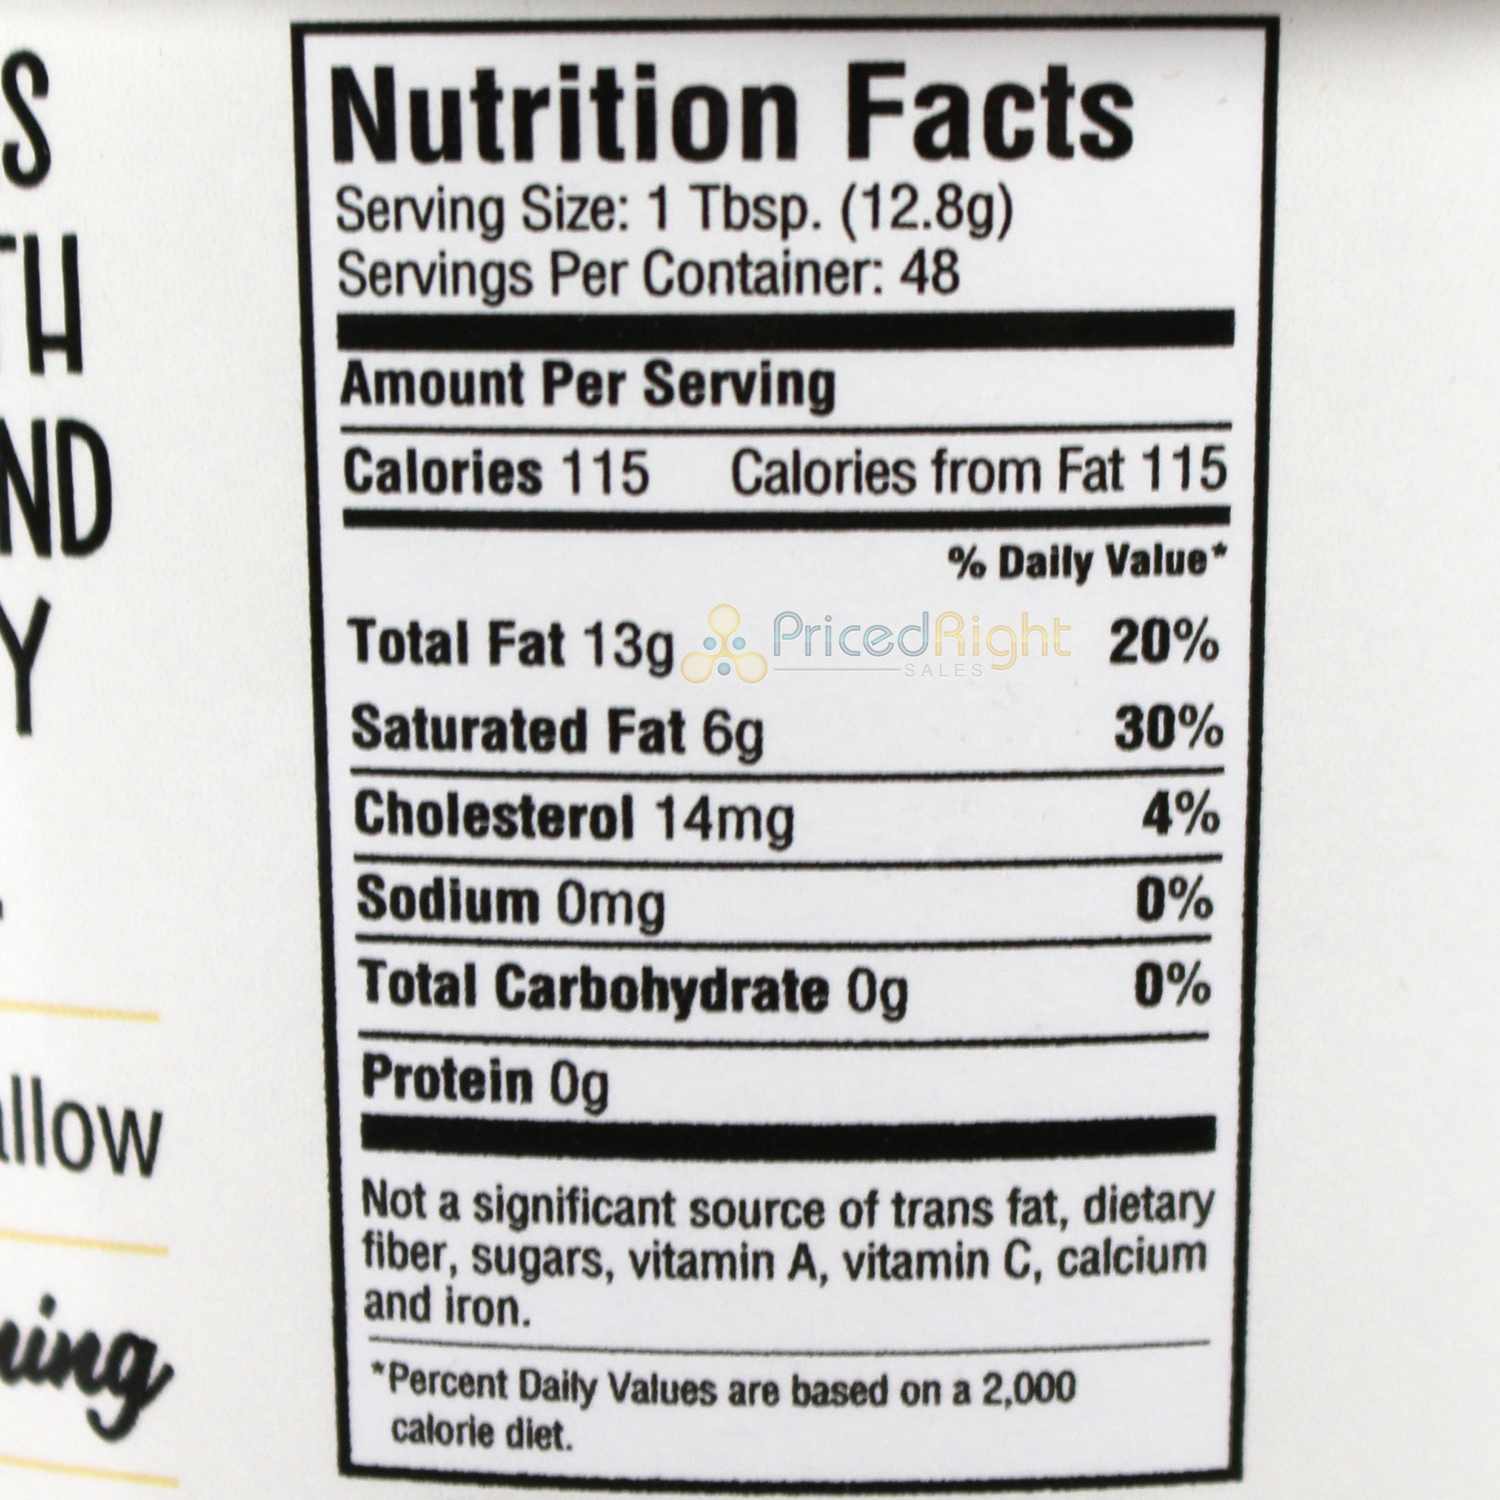 S
TH
ND
Y
allow
ning
Nutrition Facts
Serving Size: 1 Tbsp. (12.8g)
Servings Per Container: 48
Amount Per Serving
Calories 115 Calories from Fat 115
% Daily Value*
Total Fat 13g 20%
PricedRight
SALES
Saturated Fat 6g 30%
Cholesterol 14mg 4%
Sodium 0mg 0%
Total Carbohydrate 0g 0%
Protein 0g
Not a significant source of trans fat, dietary
fiber, sugars, vitamin A, vitamin C, calcium
and iron.
*Percent Daily Values are based on a 2,000
calorie diet.